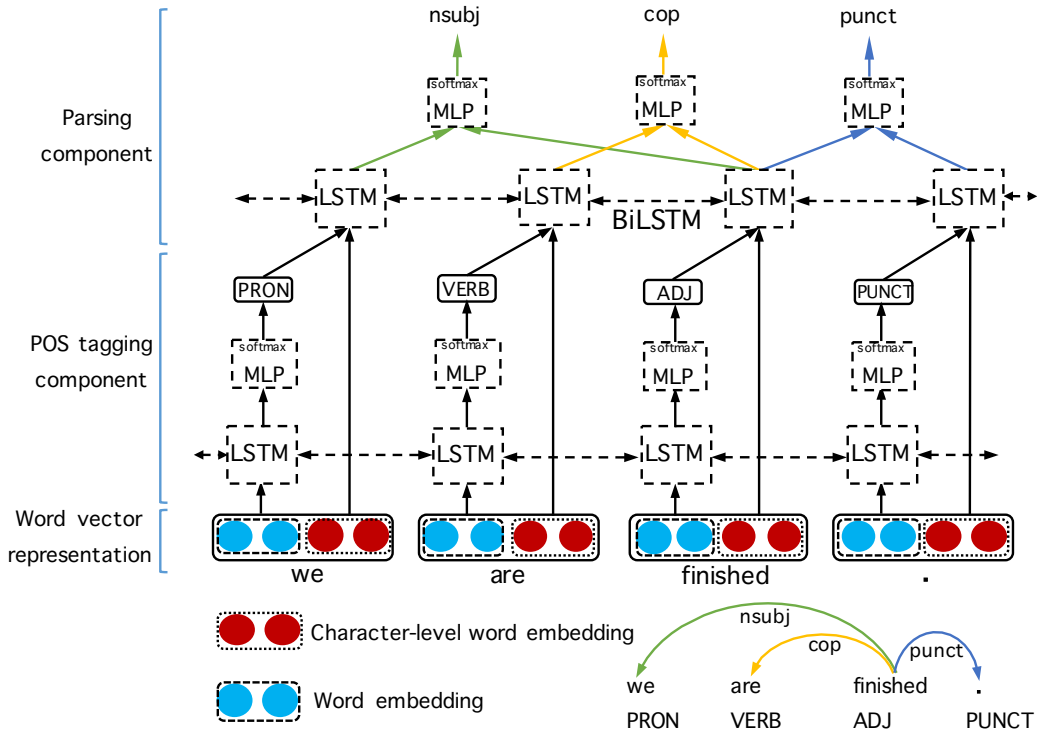 nsubj cop punct
softmax softmax softmax
MLP MLP MLP
Parsing
component
LSTM LSTM LSTM LSTM
BiLSTM
PRON VERB ADJ PUNCT
POS tagging
component
softmax softmax softmax softmax
MLP MLP MLP MLP
LSTM LSTM LSTM LSTM
Word vector
representation
we are finished .
Character-level word embedding
Word embedding
nsubj
cop
punct
we are finished .
PRON VERB ADJ PUNCT